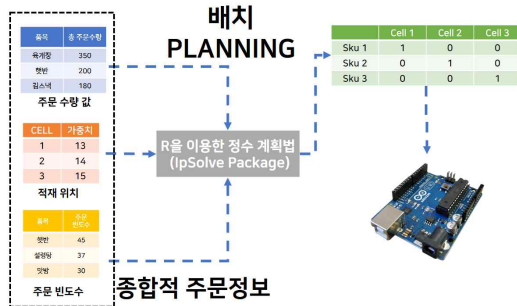 배치
PLANNING
품목 총 주문수량
육개장 350
햇반 200
김스낵 180
주문 수량 값
CELL 가중치
1 13
2 14
3 15
적재 위치
품목 주문 빈도수
햇반 45
설렁탕 37
맛밤 30
주문 빈도수
종합적 주문정보
R을 이용한 정수 계획법
(IpSolve Package)
Cell 1 Cell 2 Cell 3
Sku 1 1 0 0
Sku 2 0 1 0
Sku 3 0 0 1